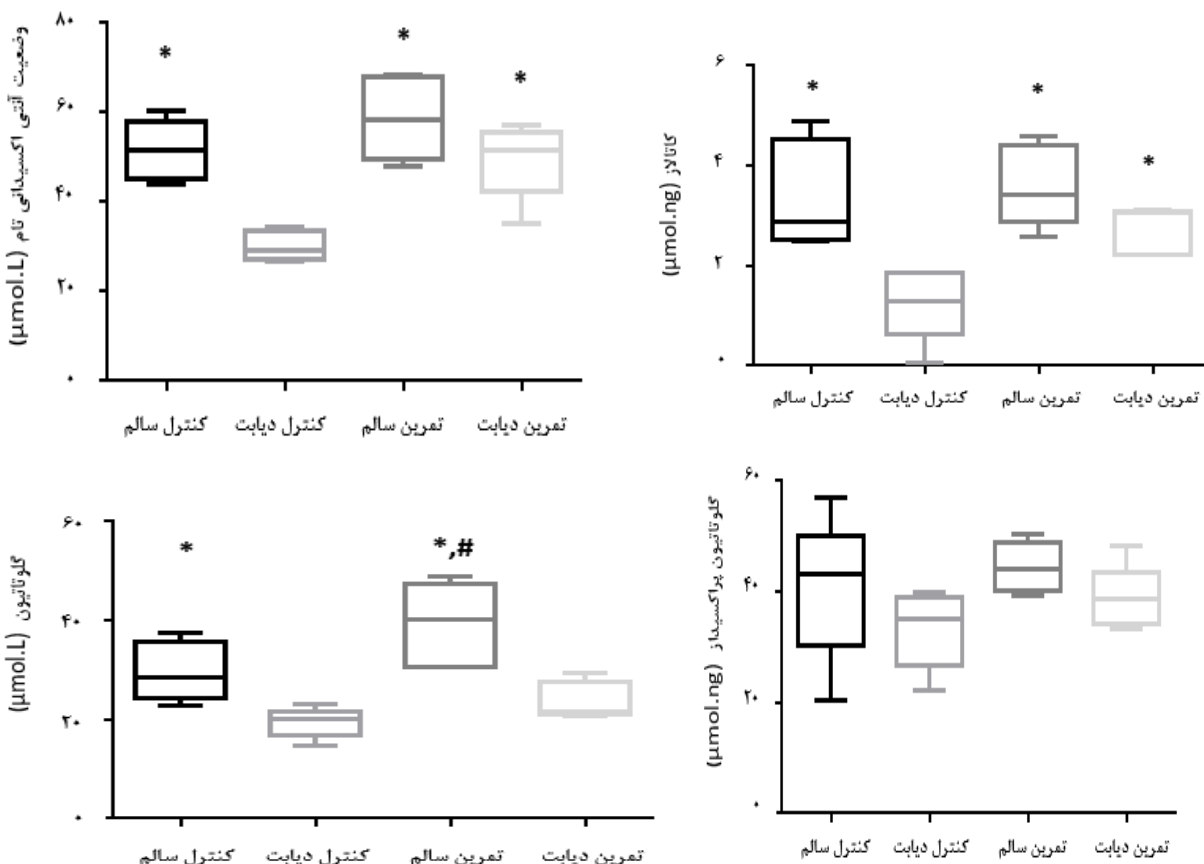 وضعیت آنتی اکسیدانی تام (μmol.L)
۸۰
۶۰
۴۰
۲۰
۰
*
*
*
کنترل سالم
کنترل دیابت
تمرین سالم
تمرین دیابت
کاتالاز (μmol.ng)
۶
۴
۲
۰
*
*
*
کنترل سالم
کنترل دیابت
تمرین سالم
تمرین دیابت
گلوتاتیون (μmol.L)
۶۰
۴۰
۲۰
۰
*
*,#
کنترل سالم
کنترل دیابت
تمرین سالم
تمرین دیابت
گلوتاتیون پراکسیداز (μmol.ng)
۶۰
۴۰
۲۰
۰
کنترل سالم
کنترل دیابت
تمرین سالم
تمرین دیابت